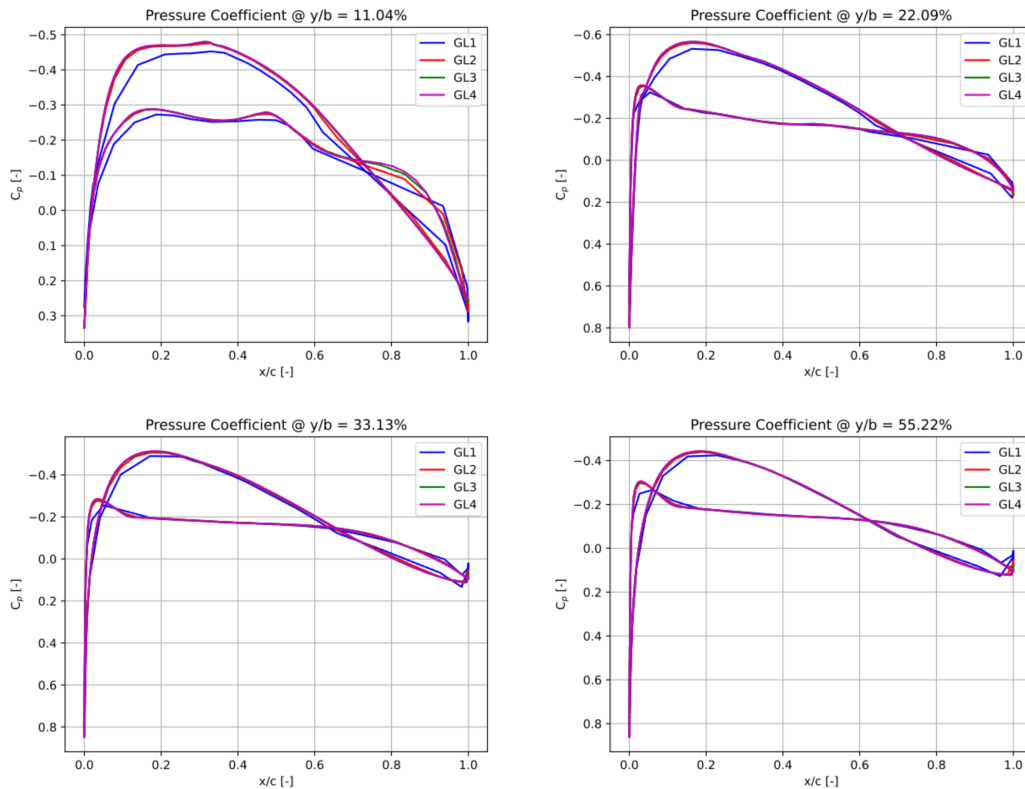 Pressure Coefficient @ y/b = 11.04%
−0.5
−0.4
−0.3
−0.2
−0.1
0.0
0.1
0.2
0.3
Cp [-]
GL1
GL2
GL3
GL4
0.0 0.2 0.4 0.6 0.8 1.0
x/c [-]
Pressure Coefficient @ y/b = 22.09%
−0.6
−0.4
−0.2
0.0
0.2
0.4
0.6
0.8
Cp [-]
GL1
GL2
GL3
GL4
0.0 0.2 0.4 0.6 0.8 1.0
x/c [-]
Pressure Coefficient @ y/b = 33.13%
−0.4
−0.2
0.0
0.2
0.4
0.6
0.8
Cp [-]
GL1
GL2
GL3
GL4
0.0 0.2 0.4 0.6 0.8 1.0
x/c [-]
Pressure Coefficient @ y/b = 55.22%
−0.4
−0.2
0.0
0.2
0.4
0.6
0.8
Cp [-]
GL1
GL2
GL3
GL4
0.0 0.2 0.4 0.6 0.8 1.0
x/c [-]